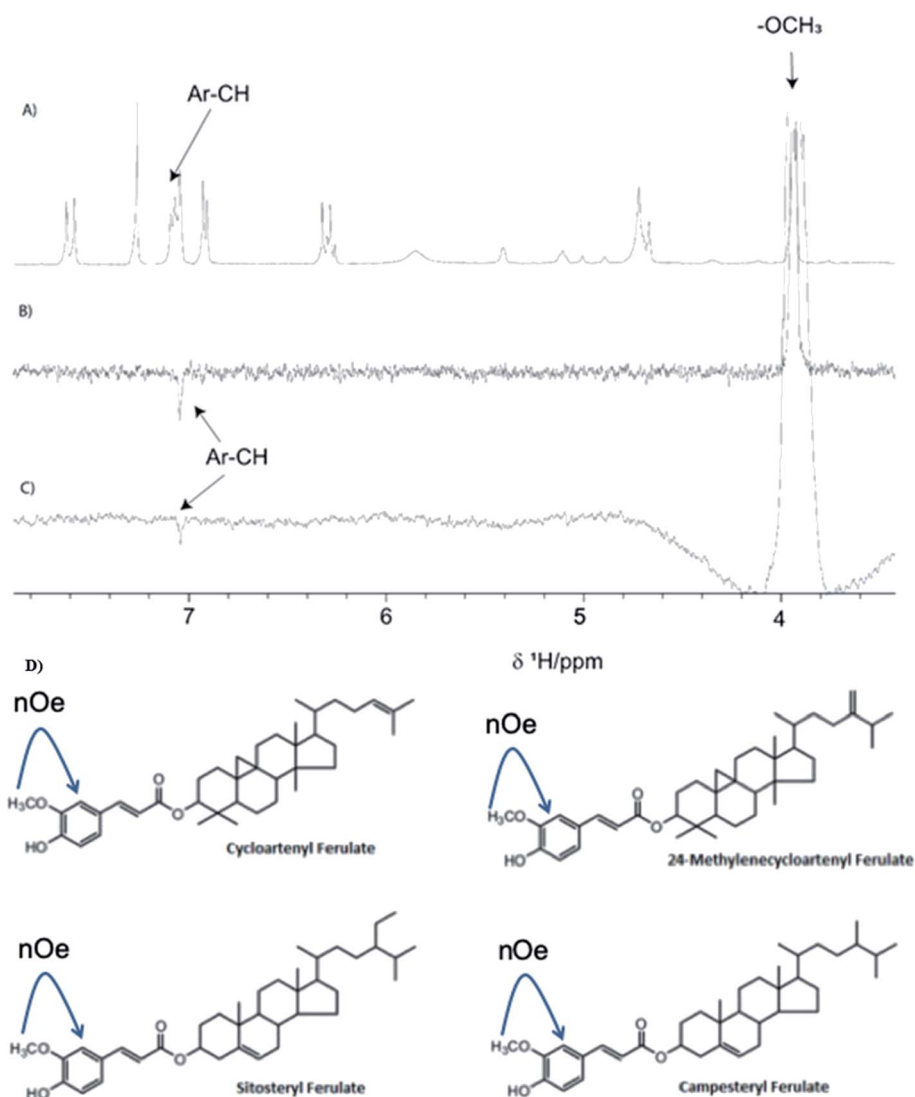 -OCH₃
Ar-CH
A)
B)
Ar-CH
C)
7 6 5 4
δ ¹H/ppm
D)
nOe
nOe
H₃CO
HO
O
O
Cycloartenyl Ferulate
H₃CO
HO
O
O
24-Methylenecycloartenyl Ferulate
nOe
nOe
H₃CO
HO
O
O
Sitosteryl Ferulate
H₃CO
HO
O
O
Campesteryl Ferulate